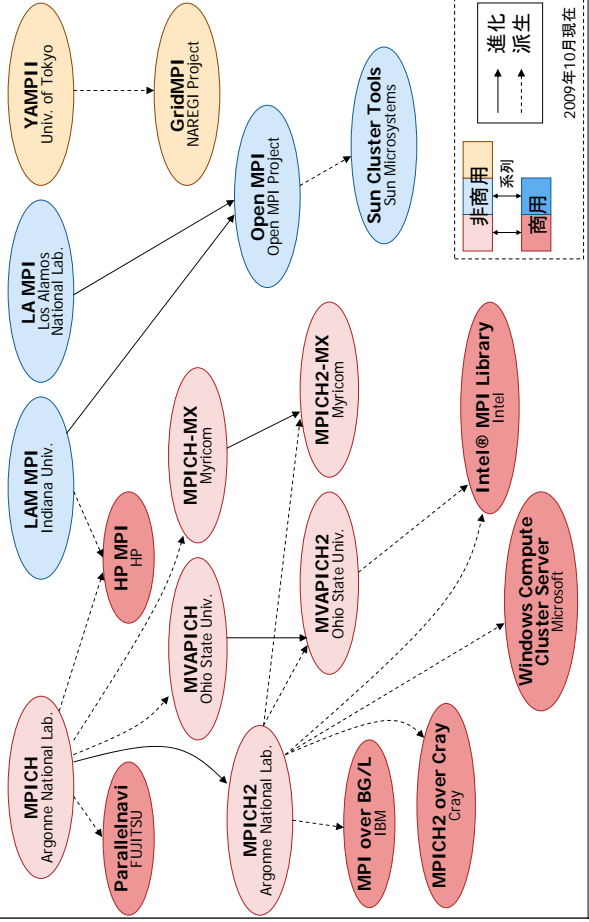 MPICH
Argonne National Lab.
LAM MPI
Indiana Univ.
LA MPI
Los Alamos
National Lab.
YAMPII
Univ. of Tokyo
Parallelnavi
FUJITSU
HP MPI
HP
GridMPI
NAREGI Project
MVAPICH
Ohio State Univ.
MPICH-MX
Myricom
Open MPI
Open MPI Project
MPICH2
Argonne National Lab.
MVAPICH2
Ohio State Univ.
MPICH2-MX
Myricom
Sun Cluster Tools
Sun Microsystems
MPI over BG/L
IBM
MPICH2 over Cray
Cray
Windows Compute
Cluster Server
Microsoft
Intel® MPI Library
Intel
非商用
系列
商用
進化
派生
2009年10月現在